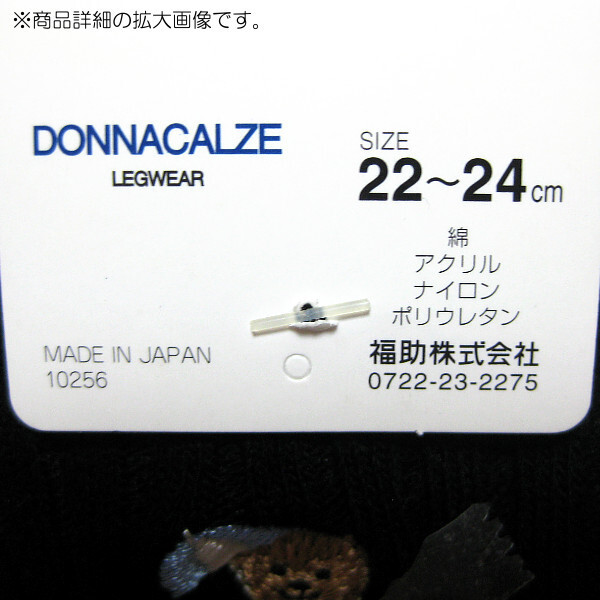 ※商品詳細の拡大画像です。
DONNACALZE
LEGWEAR
SIZE
22～24cm
綿
アクリル
ナイロン
ポリウレタン
MADE IN JAPAN
10256
福助株式会社
0722-23-2275